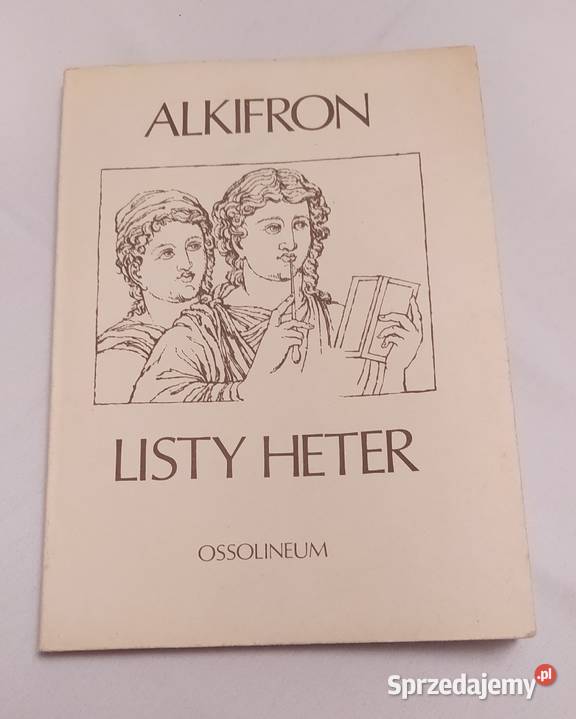 ALKIFRON
LISTY HETER
OSSOLINEUM
Sprzedajemy.pl